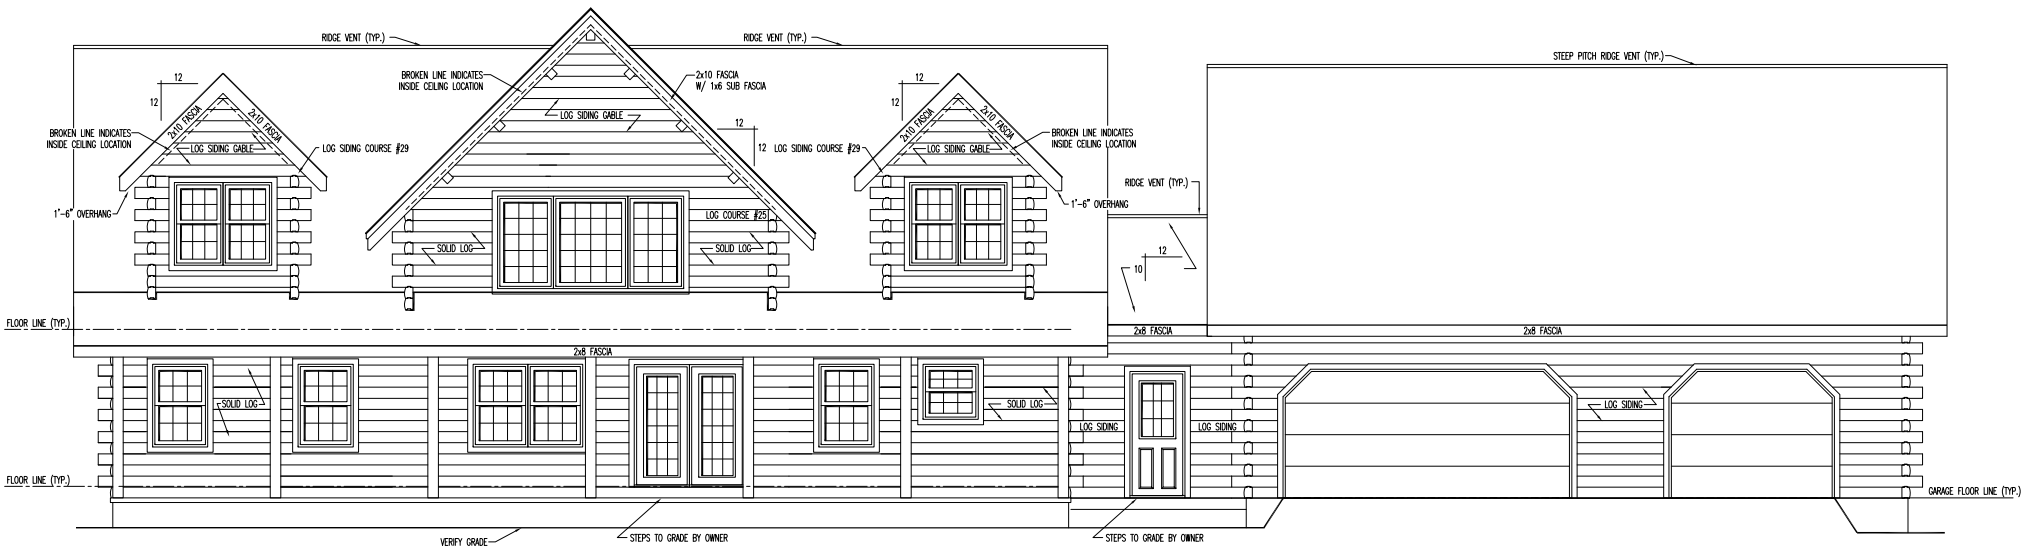 RIDGE VENT (TYP.)
RIDGE VENT (TYP.)
STEEP PITCH RIDGE VENT (TYP.)
12
12
2x10 FASCIA
2x10 FASCIA
BROKEN LINE INDICATES
INSIDE CEILING LOCATION
LOG SIDING GABLE
LOG SIDING COURSE #29
1'-6" OVERHANG
BROKEN LINE INDICATES
INSIDE CEILING LOCATION
2x10 FASCIA
W/ 1x6 SUB FASCIA
LOG SIDING GABLE
12
12
LOG COURSE #25
SOLID LOG
SOLID LOG
12
12
2x10 FASCIA
2x10 FASCIA
LOG SIDING COURSE #29
LOG SIDING GABLE
BROKEN LINE INDICATES
INSIDE CEILING LOCATION
1'-6" OVERHANG
RIDGE VENT (TYP.)
12
10
FLOOR LINE (TYP.)
2x8 FASCIA
2x8 FASCIA
2x8 FASCIA
SOLID LOG
SOLID LOG
LOG SIDING
LOG SIDING
LOG SIDING
FLOOR LINE (TYP.)
GARAGE FLOOR LINE (TYP.)
VERIFY GRADE
STEPS TO GRADE BY OWNER
STEPS TO GRADE BY OWNER